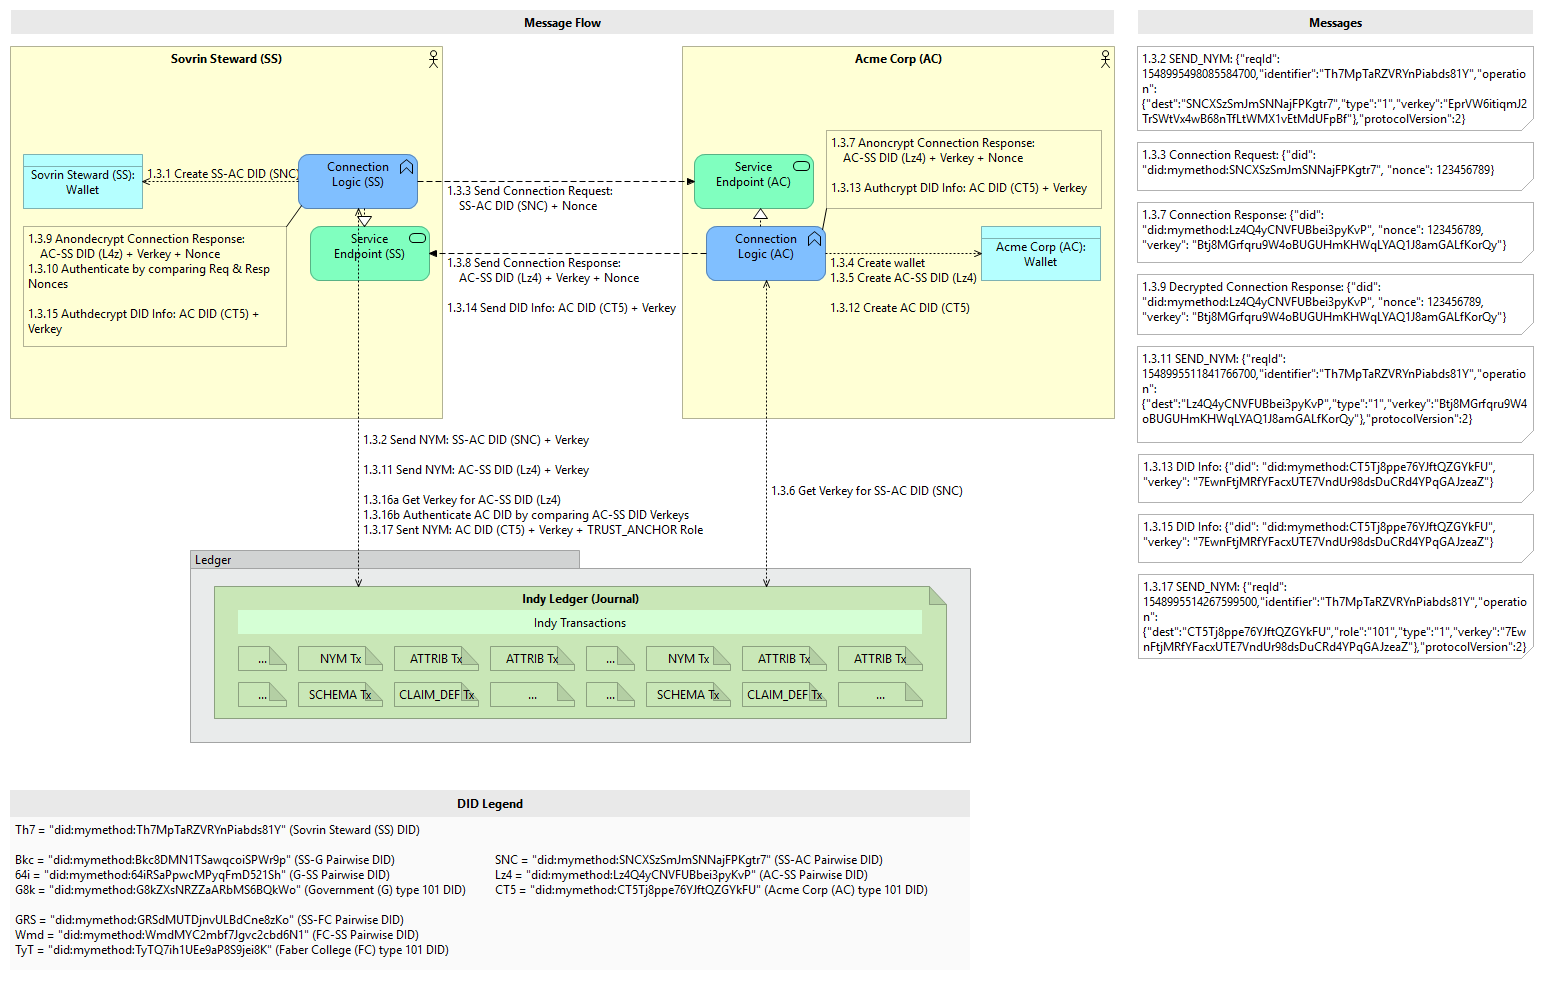 Message Flow
Messages
Sovrin Steward (SS)
Sovrin Steward (SS):
Wallet
1.3.1 Create SS-AC DID (SNC)
Connection
Logic (SS)
Service
Endpoint (SS)
1.3.9 Anondecrypt Connection Response:
AC-SS DID (L4z) + Verkey + Nonce
1.3.10 Authenticate by comparing Req & Resp
Nonces
1.3.15 Authdecrypt DID Info: AC DID (CT5) +
Verkey
1.3.3 Send Connection Request:
SS-AC DID (SNC) + Nonce
1.3.8 Send Connection Response:
AC-SS DID (Lz4) + Verkey + Nonce
1.3.14 Send DID Info: AC DID (CT5) + Verkey
Acme Corp (AC)
1.3.7 Anoncrypt Connection Response:
AC-SS DID (Lz4) + Verkey + Nonce
1.3.13 Authcrypt DID Info: AC DID (CT5) + Verkey
Service
Endpoint (AC)
Connection
Logic (AC)
Acme Corp (AC):
Wallet
1.3.4 Create wallet
1.3.5 Create AC-SS DID (Lz4)
1.3.12 Create AC DID (CT5)
1.3.2 Send NYM: SS-AC DID (SNC) + Verkey
1.3.11 Send NYM: AC-SS DID (Lz4) + Verkey
1.3.16a Get Verkey for AC-SS DID (Lz4)
1.3.16b Authenticate AC DID by comparing AC-SS DID Verkeys
1.3.17 Sent NYM: AC DID (CT5) + Verkey + TRUST_ANCHOR Role
1.3.6 Get Verkey for SS-AC DID (SNC)
Ledger
Indy Ledger (Journal)
Indy Transactions
... NYM Tx ATTRIB Tx ATTRIB Tx ... NYM Tx ATTRIB Tx ATTRIB Tx
... SCHEMA Tx CLAIM_DEF Tx ... ... SCHEMA Tx CLAIM_DEF Tx ...
1.3.2 SEND_NYM: {"reqId":
1548995498085584700,"identifier":"Th7MpTaRZVRYnPiabds81Y","operatio
n":
{"dest":"SNCXSzSmJmSNNajFPKgtr7","type":"1","verkey":"EprVW6itiqmJ2
TrSWtVx4wB68nTfLtWMX1vEtMdUFpBf"},"protocolVersion":2}
1.3.3 Connection Request: {"did":
"did:mymethod:SNCXSzSmJmSNNajFPKgtr7", "nonce": 123456789}
1.3.7 Connection Response: {"did":
"did:mymethod:Lz4Q4yCNVFUBbei3pyKvP", "nonce": 123456789,
"verkey": "Btj8MGrfqru9W4oBUGUHmKHWqLYAQ1J8amGALfKorQy"}
1.3.9 Decrypted Connection Response: {"did":
"did:mymethod:Lz4Q4yCNVFUBbei3pyKvP", "nonce": 123456789,
"verkey": "Btj8MGrfqru9W4oBUGUHmKHWqLYAQ1J8amGALfKorQy"}
1.3.11 SEND_NYM: {"reqId":
1548995511841766700,"identifier":"Th7MpTaRZVRYnPiabds81Y","operatio
n":
{"dest":"Lz4Q4yCNVFUBbei3pyKvP","type":"1","verkey":"Btj8MGrfqru9W4
oBUGUHmKHWqLYAQ1J8amGALfKorQy"},"protocolVersion":2}
1.3.13 DID Info: {"did": "did:mymethod:CT5Tj8ppe76YJftQZGYkFU",
"verkey": "7EwnFtjMRfYFacxUTE7VndUr98dsDuCRd4YPqGAJzeaZ"}
1.3.15 DID Info: {"did": "did:mymethod:CT5Tj8ppe76YJftQZGYkFU",
"verkey": "7EwnFtjMRfYFacxUTE7VndUr98dsDuCRd4YPqGAJzeaZ"}
1.3.17 SEND_NYM: {"reqId":
1548995514267599500,"identifier":"Th7MpTaRZVRYnPiabds81Y","operatio
n":
{"dest":"CT5Tj8ppe76YJftQZGYkFU","role":"101","type":"1","verkey":"7Ew
nFtjMRfYFacxUTE7VndUr98dsDuCRd4YPqGAJzeaZ"},"protocolVersion":2}
DID Legend
Th7 = "did:mymethod:Th7MpTaRZVRYnPiabds81Y" (Sovrin Steward (SS) DID)
Bkc = "did:mymethod:Bkc8DMN1TSawqcoiSPWr9p" (SS-G Pairwise DID)
64i = "did:mymethod:64iRSaPpwcMPyqFmD521Sh" (G-SS Pairwise DID)
G8k = "did:mymethod:G8kZXsNRZZaARbMS6BQkWo" (Government (G) type 101 DID)
SNC = "did:mymethod:SNCXSzSmJmSNNajFPKgtr7" (SS-AC Pairwise DID)
Lz4 = "did:mymethod:Lz4Q4yCNVFUBbei3pyKvP" (AC-SS Pairwise DID)
CT5 = "did:mymethod:CT5Tj8ppe76YJftQZGYkFU" (Acme Corp (AC) type 101 DID)
GRS = "did:mymethod:GRSdMUTDjnvULBdCne8zKo" (SS-FC Pairwise DID)
Wmd = "did:mymethod:WmdMYC2mbf7Jgvc2cbd6N1" (FC-SS Pairwise DID)
TyT = "did:mymethod:TyTQ7ih1UEe9aP8S9jei8K" (Faber College (FC) type 101 DID)